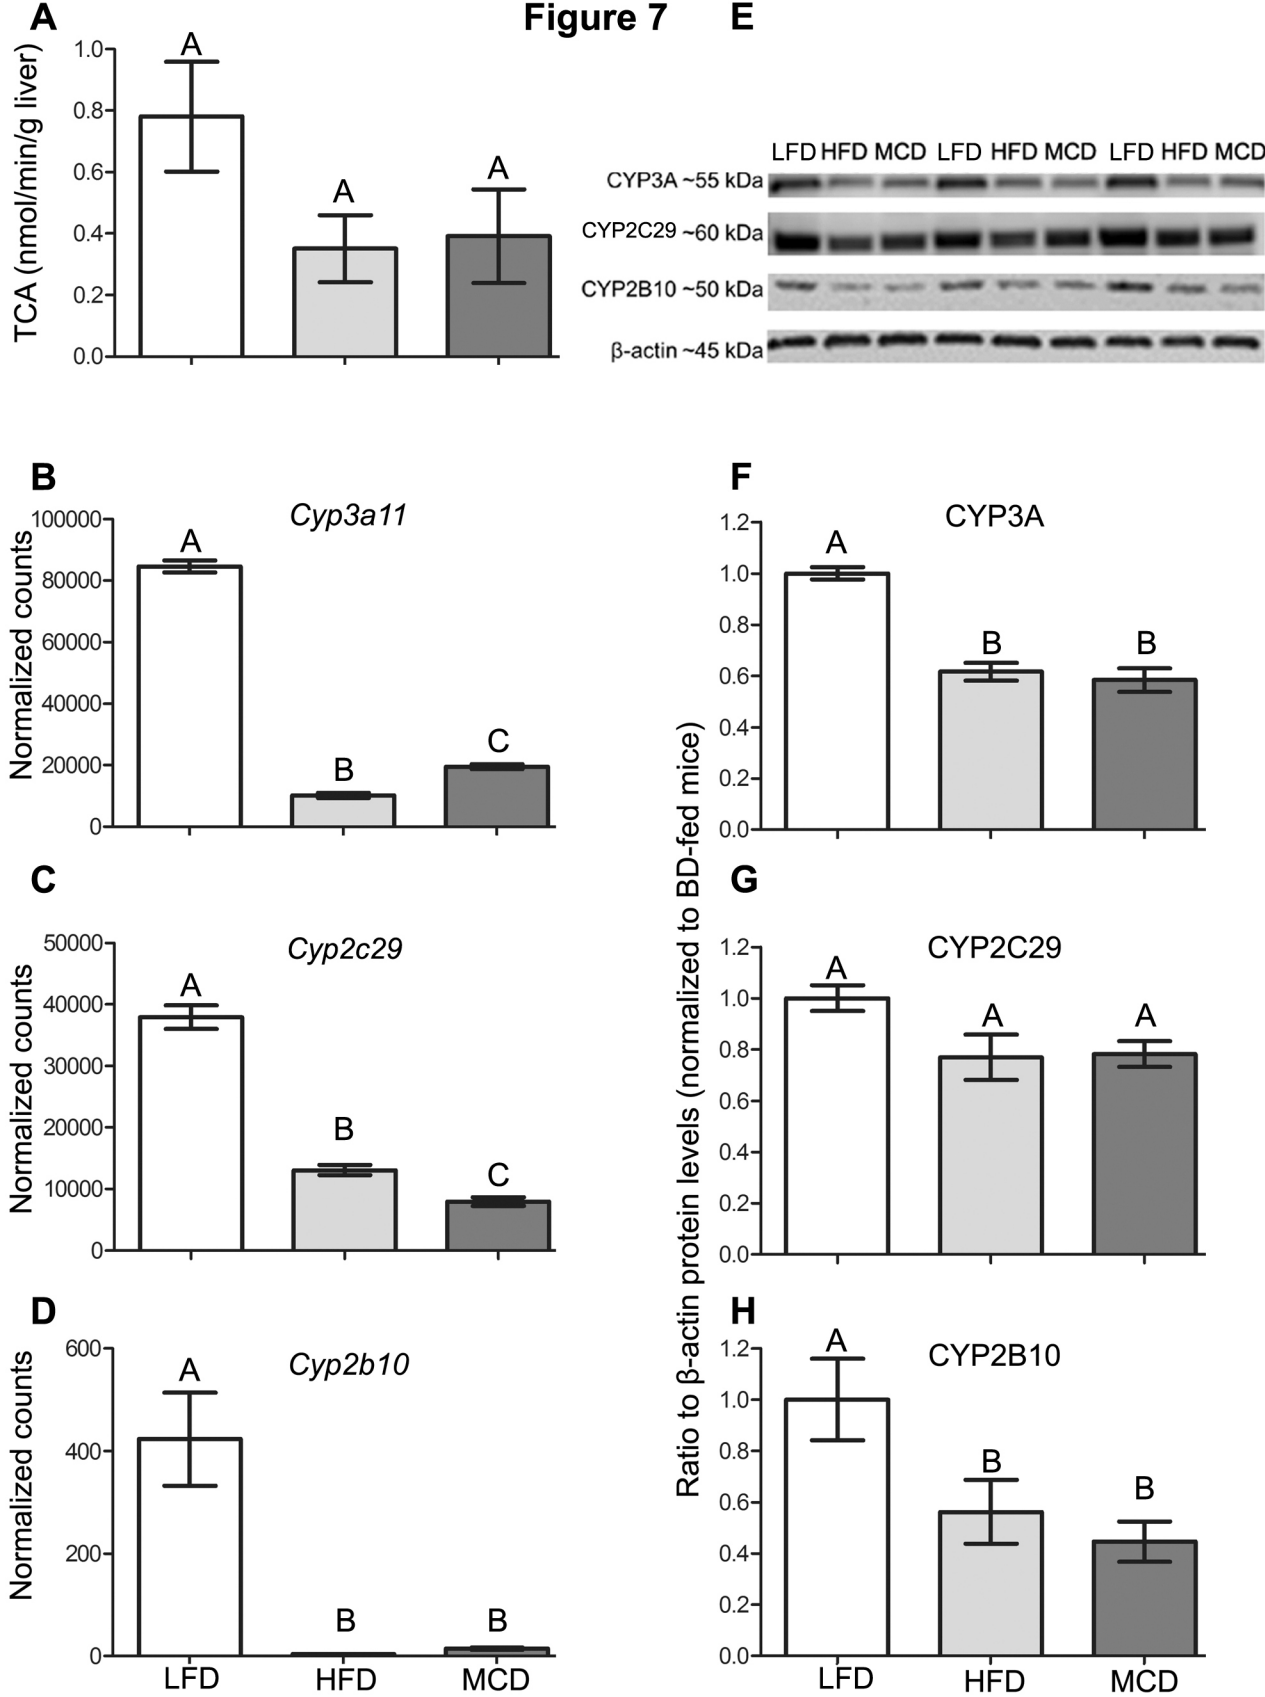 Figure 7
A
TCA (nmol/min/g liver)
1.0
0.8
0.6
0.4
0.2
0.0
A
A
A
E
LFD HFD MCD LFD HFD MCD LFD HFD MCD
CYP3A ~55 kDa
CYP2C29 ~60 kDa
CYP2B10 ~50 kDa
β-actin ~45 kDa
B
Cyp3a11
Normalized counts
100000
80000
60000
40000
20000
0
A
B
C
F
CYP3A
1.2
1.0
0.8
0.6
0.4
0.2
0.0
A
B
B
Ratio to β-actin protein levels (normalized to BD-fed mice)
C
Cyp2c29
Normalized counts
50000
40000
30000
20000
10000
0
A
B
C
G
CYP2C29
1.2
1.0
0.8
0.6
0.4
0.2
0.0
A
A
A
D
Cyp2b10
Normalized counts
600
400
200
0
A
B
B
LFD HFD MCD
H
CYP2B10
1.2
1.0
0.8
0.6
0.4
0.2
0.0
A
B
B
LFD HFD MCD